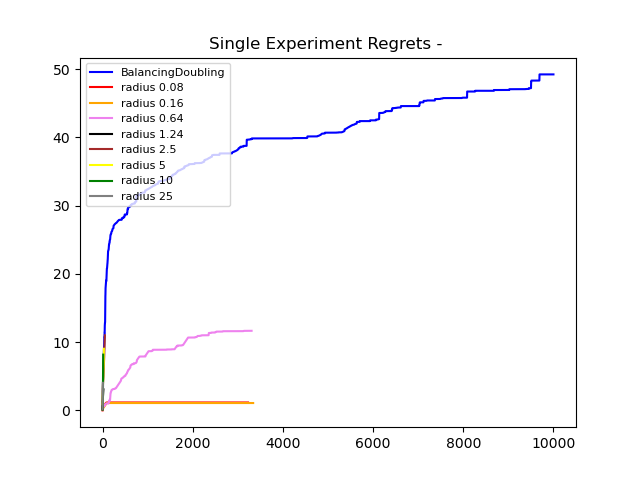 Single Experiment Regrets -
50
40
30
20
10
0
BalancingDoubling
radius 0.08
radius 0.16
radius 0.64
radius 1.24
radius 2.5
radius 5
radius 10
radius 25
0 2000 4000 6000 8000 10000